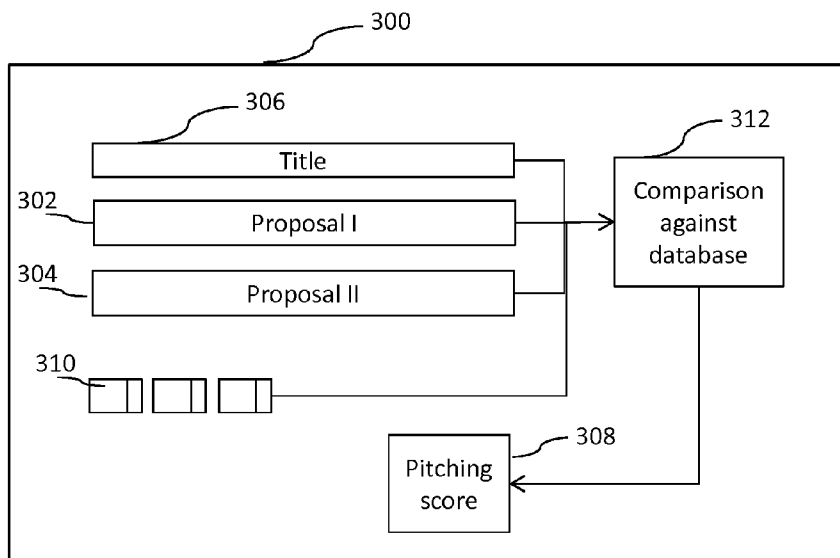 300
306
312
Title
302
Proposal I
Comparison
against
database
304
Proposal II
310
308
Pitching
score